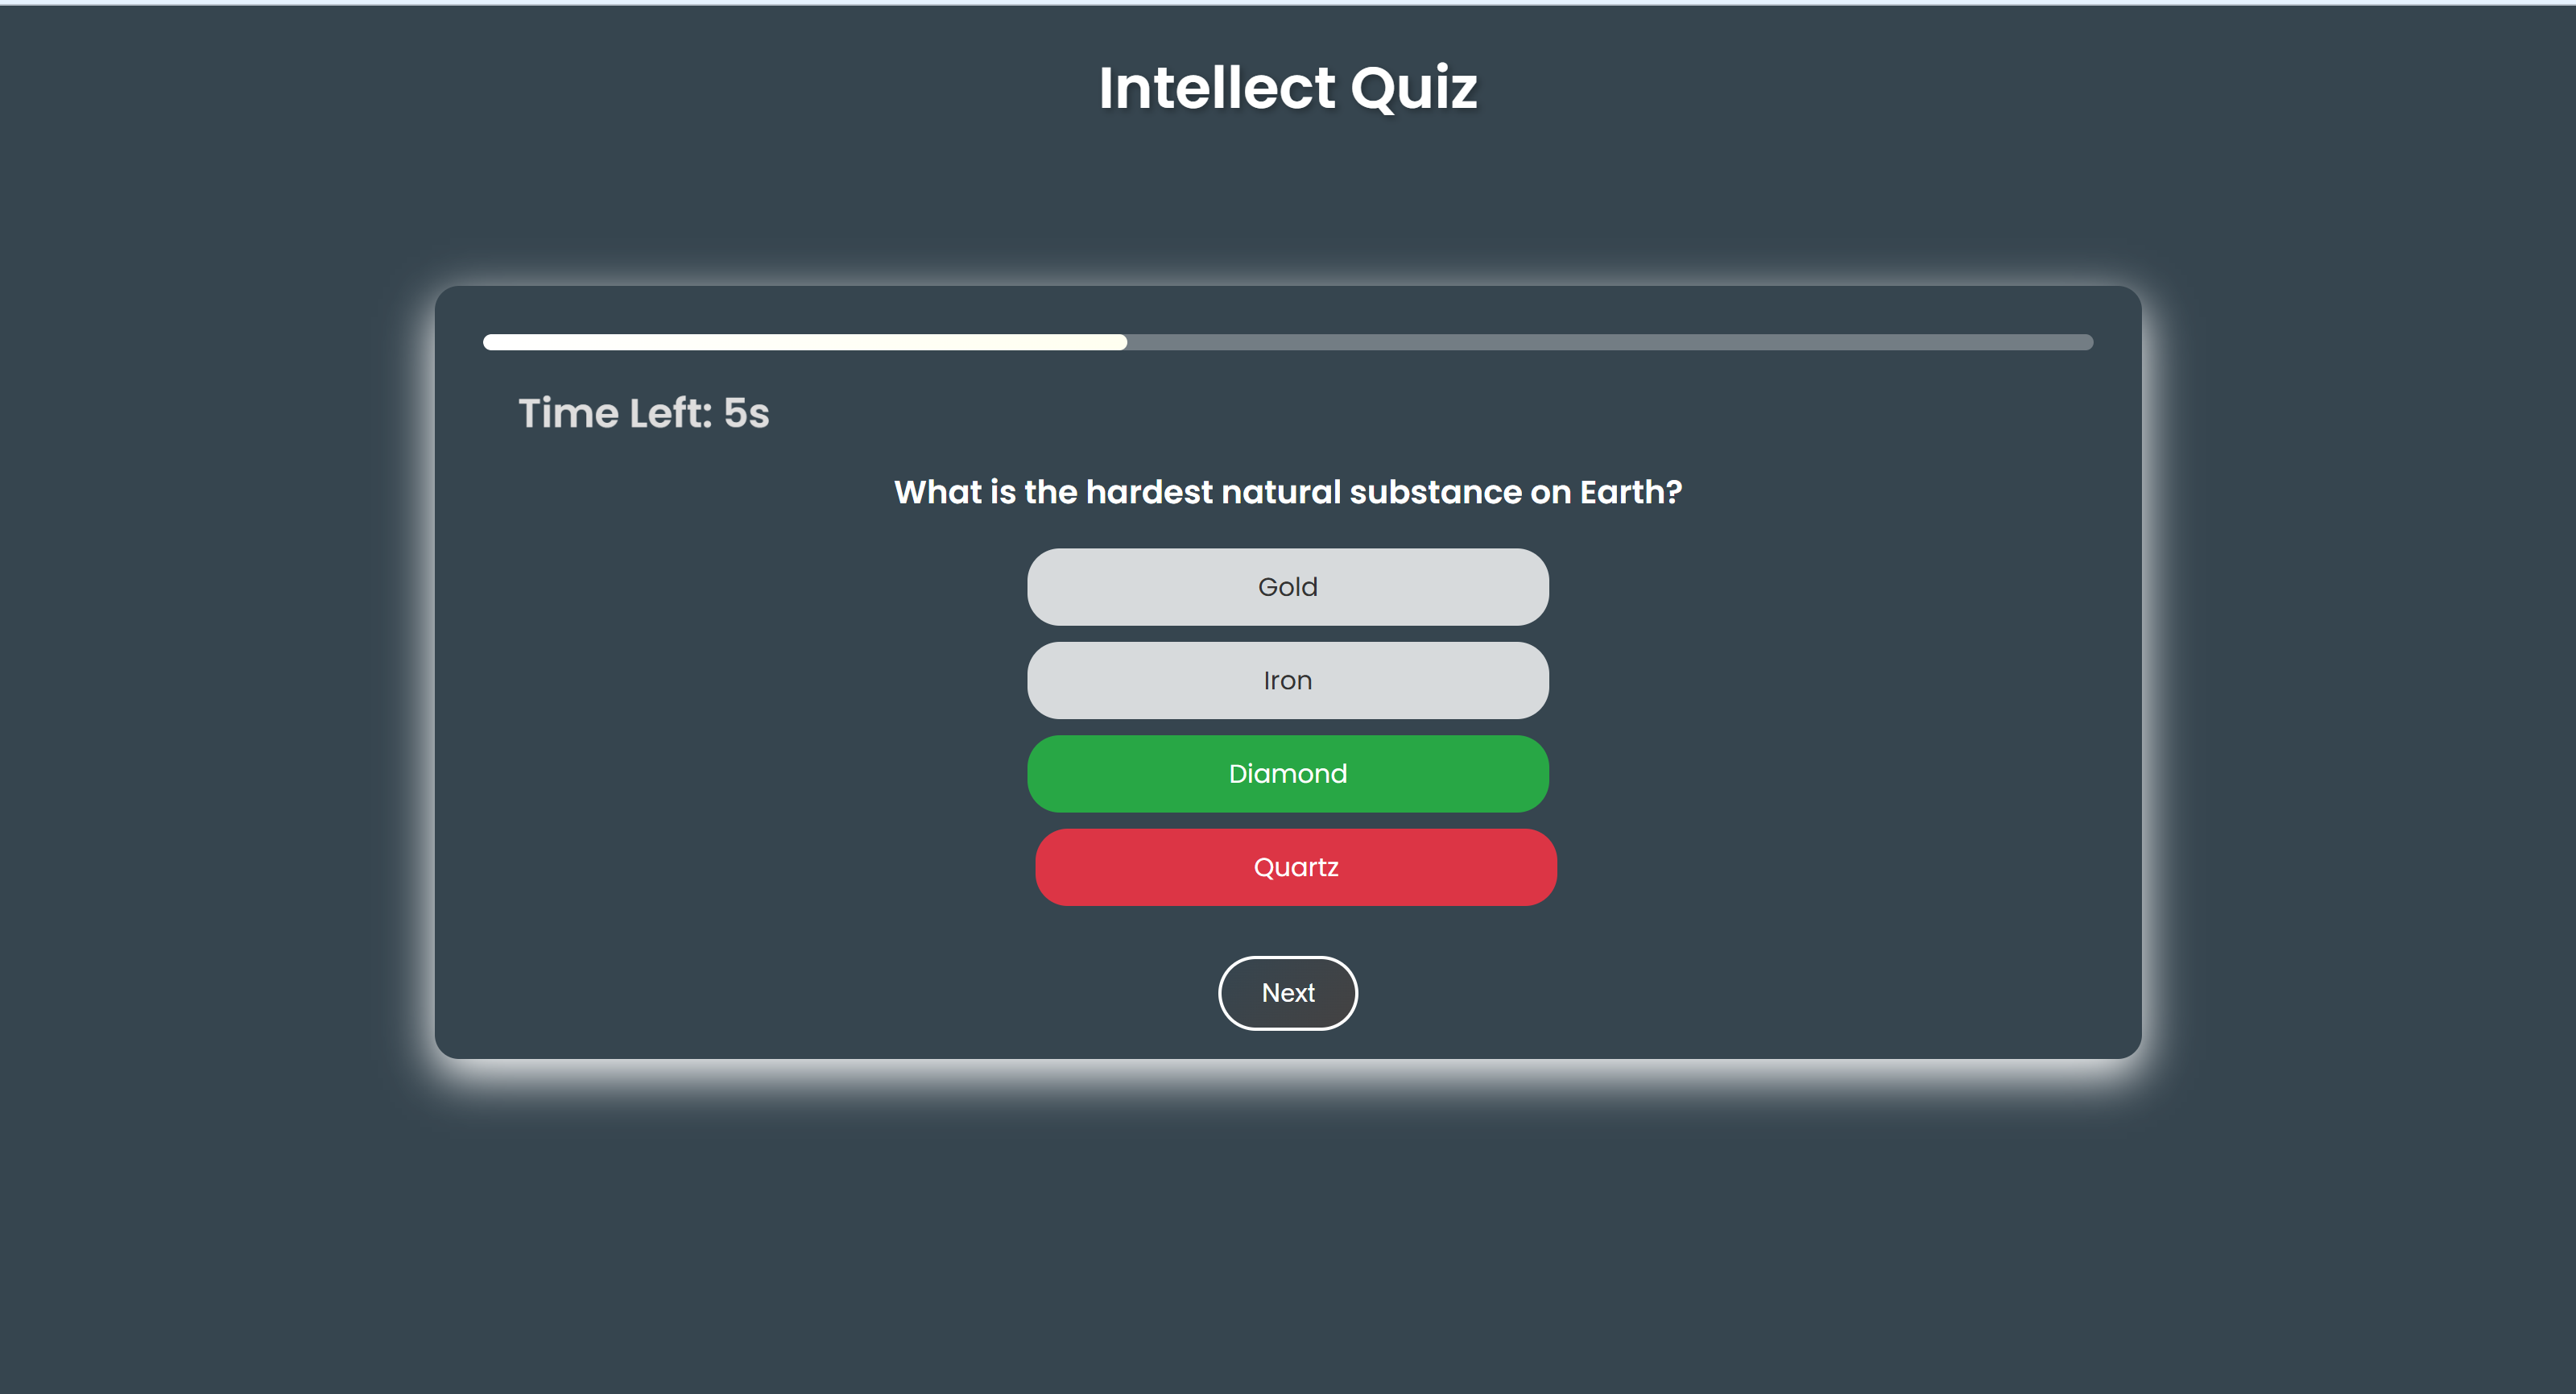 Intellect Quiz
Time Left: 5s
What is the hardest natural substance on Earth?
Gold
Iron
Diamond
Quartz
Next